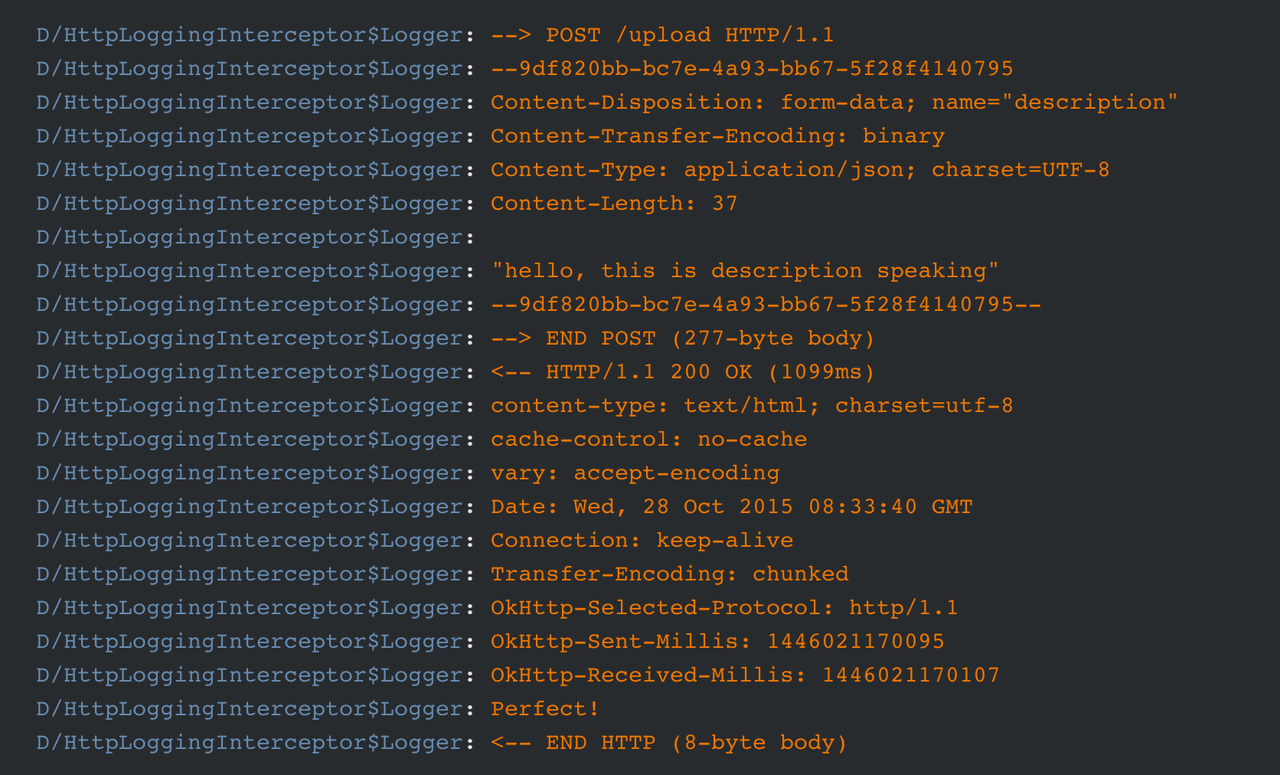 D/HttpLoggingInterceptor$Logger: --> POST /upload HTTP/1.1
D/HttpLoggingInterceptor$Logger: --9df820bb-bc7e-4a93-bb67-5f28f4140795
D/HttpLoggingInterceptor$Logger: Content-Disposition: form-data; name="description"
D/HttpLoggingInterceptor$Logger: Content-Transfer-Encoding: binary
D/HttpLoggingInterceptor$Logger: Content-Type: application/json; charset=UTF-8
D/HttpLoggingInterceptor$Logger: Content-Length: 37
D/HttpLoggingInterceptor$Logger:
D/HttpLoggingInterceptor$Logger: "hello, this is description speaking"
D/HttpLoggingInterceptor$Logger: --9df820bb-bc7e-4a93-bb67-5f28f4140795--
D/HttpLoggingInterceptor$Logger: --> END POST (277-byte body)
D/HttpLoggingInterceptor$Logger: <-- HTTP/1.1 200 OK (1099ms)
D/HttpLoggingInterceptor$Logger: content-type: text/html; charset=utf-8
D/HttpLoggingInterceptor$Logger: cache-control: no-cache
D/HttpLoggingInterceptor$Logger: vary: accept-encoding
D/HttpLoggingInterceptor$Logger: Date: Wed, 28 Oct 2015 08:33:40 GMT
D/HttpLoggingInterceptor$Logger: Connection: keep-alive
D/HttpLoggingInterceptor$Logger: Transfer-Encoding: chunked
D/HttpLoggingInterceptor$Logger: OkHttp-Selected-Protocol: http/1.1
D/HttpLoggingInterceptor$Logger: OkHttp-Sent-Millis: 1446021170095
D/HttpLoggingInterceptor$Logger: OkHttp-Received-Millis: 1446021170107
D/HttpLoggingInterceptor$Logger: Perfect!
D/HttpLoggingInterceptor$Logger: <-- END HTTP (8-byte body)